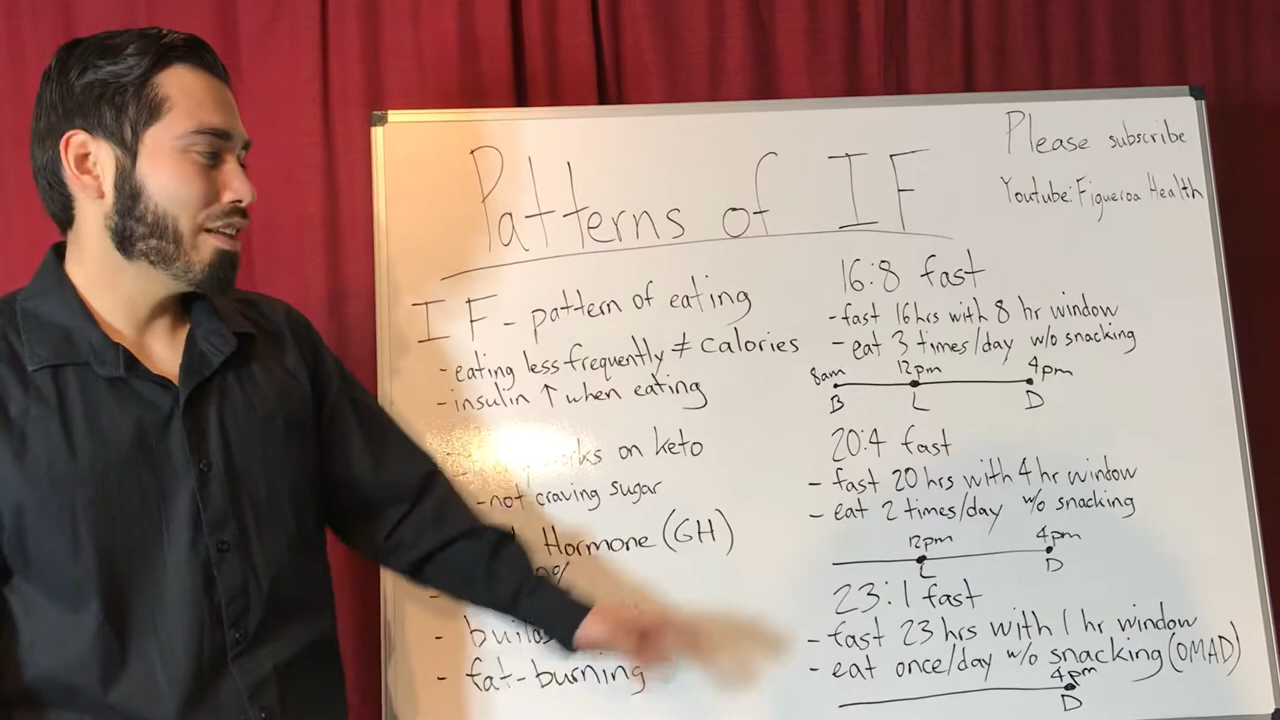 Patterns of IF
Please subscribe
Youtube: Figueroa Health
IF - pattern of eating
- eating less frequently ≠ calories
- insulin ↑ when eating
on keto
- not craving sugar
Hormone (GH)
-
- builds
- fat-burning
16:8 fast
- fast 16hrs with 8 hr window
- eat 3 times/day w/o snacking
8am 12pm 4pm
B L D
20:4 fast
- fast 20 hrs with 4 hr window
- eat 2 times/day w/o snacking
12pm 4pm
L D
23:1 fast
- fast 23 hrs with 1 hr window
- eat once/day w/o snacking (OMAD)
4pm
D